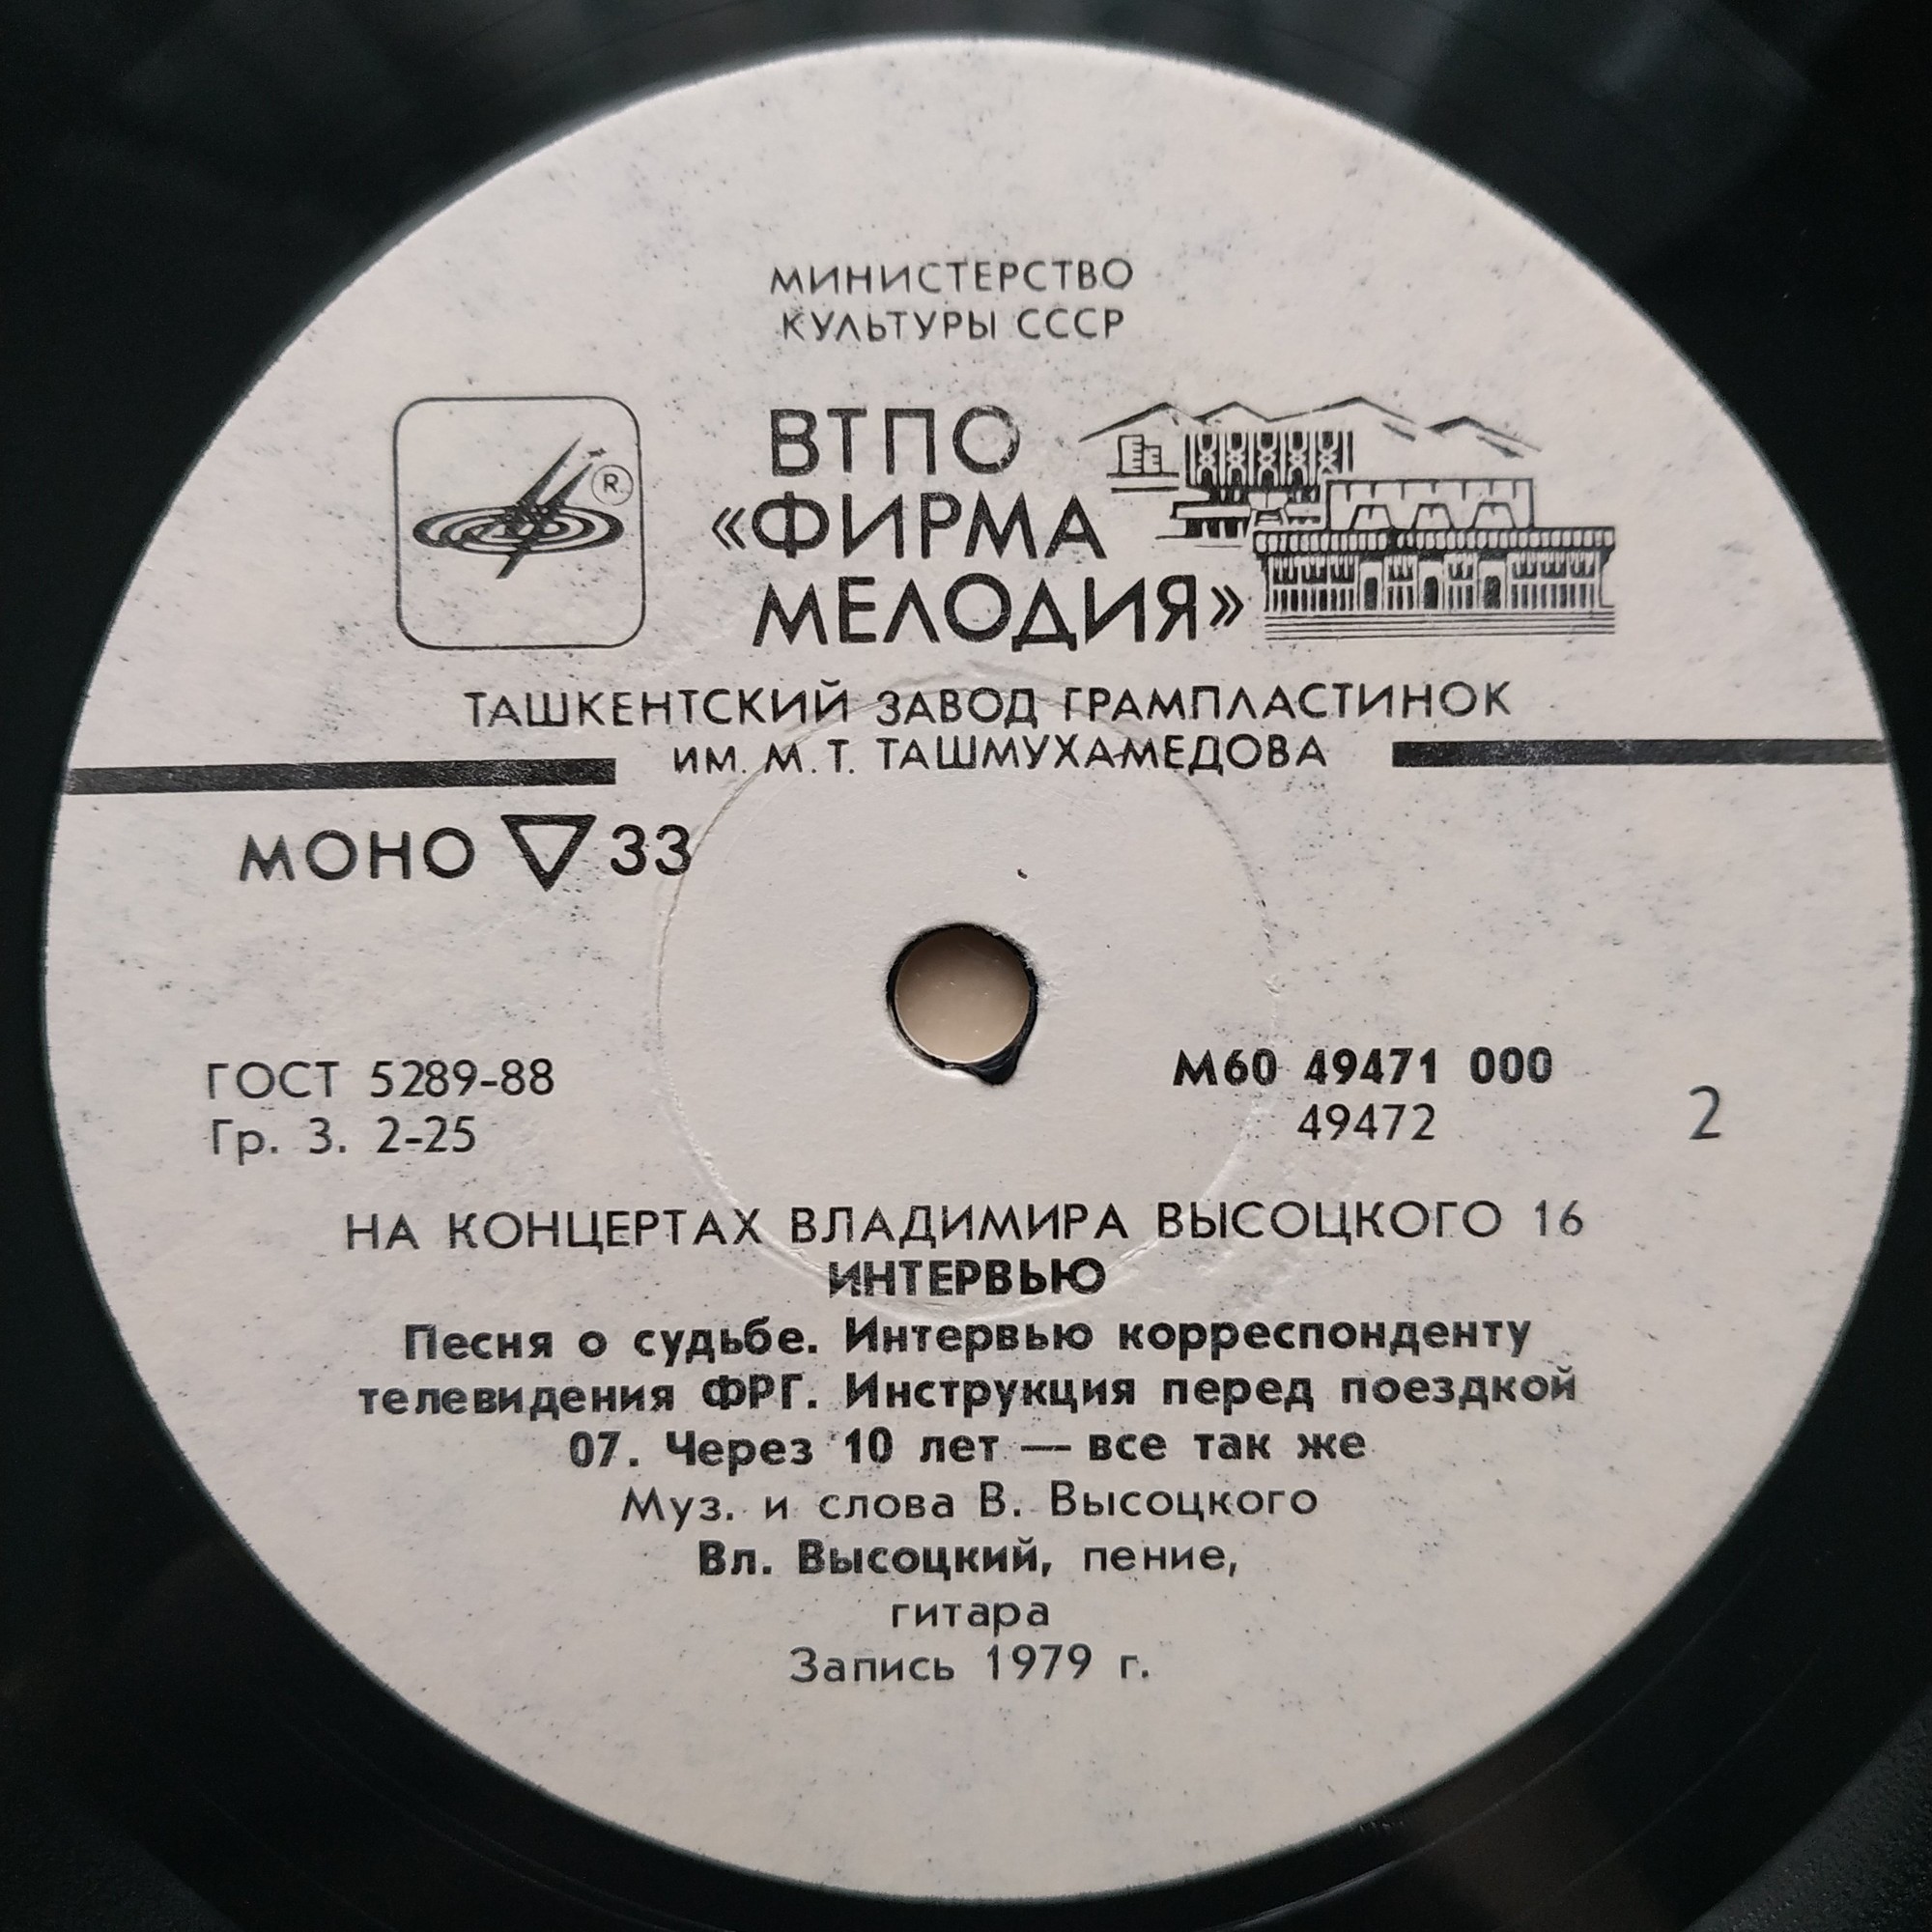 МИНИСТЕРСТВО
КУЛЬТУРЫ СССР
ВТПО
«ФИРМА
МЕЛОДИЯ»
R
ТАШКЕНТСКИЙ ЗАВОД ГРАМПЛАСТИНОК
ИМ. М. Т. ТАШМУХАМЕДОВА
МОНО 33
ГОСТ 5289-88
Гр. 3. 2-25
М60 49471 000
49472
2
НА КОНЦЕРТАХ ВЛАДИМИРА ВЫСОЦКОГО 16
ИНТЕРВЬЮ
Песня о судьбе. Интервью корреспонденту
телевидения ФРГ. Инструкция перед поездкой
07. Через 10 лет — все так же
Муз. и слова В. Высоцкого
Вл. Высоцкий, пение,
гитара
Запись 1979 г.